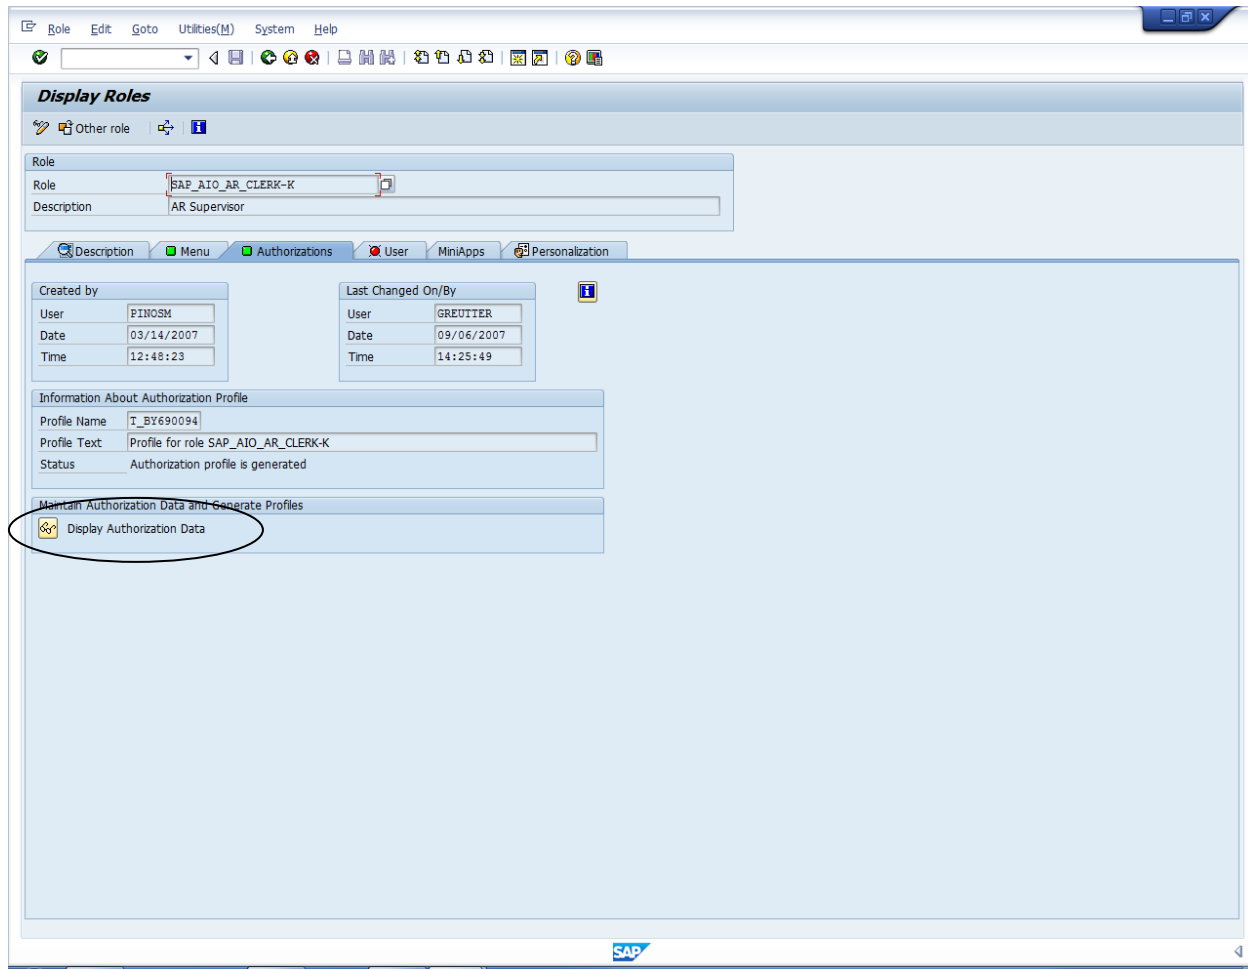 Role Edit Goto Utilities(M) System Help
Display Roles
Other role
Role
Role SAP_AIO_AR_CLERK-K
Description AR Supervisor
Description Menu Authorizations User MiniApps Personalization
Created by Last Changed On/By
User PINOSM User GREUTTER
Date 03/14/2007 Date 09/06/2007
Time 12:48:23 Time 14:25:49
Information About Authorization Profile
Profile Name T_BY690094
Profile Text Profile for role SAP_AIO_AR_CLERK-K
Status Authorization profile is generated
Maintain Authorization Data and Generate Profiles
Display Authorization Data
SAP